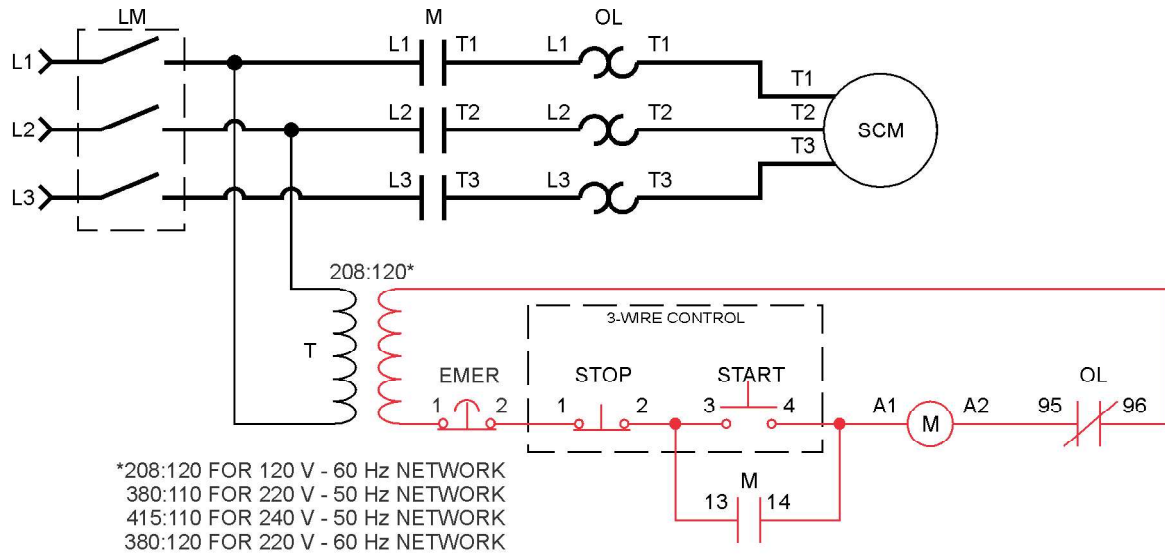 LM M OL
L1 L1 T1 L1 T1 T1
L2 L2 T2 L2 T2 T2 SCM
L3 L3 T3 L3 T3 T3
208:120*
3-WIRE CONTROL
T
EMER STOP START OL
1 2 1 2 3 4 A1 M A2 95 96
M
13 14
*208:120 FOR 120 V - 60 Hz NETWORK
380:110 FOR 220 V - 50 Hz NETWORK
415:110 FOR 240 V - 50 Hz NETWORK
380:120 FOR 220 V - 60 Hz NETWORK